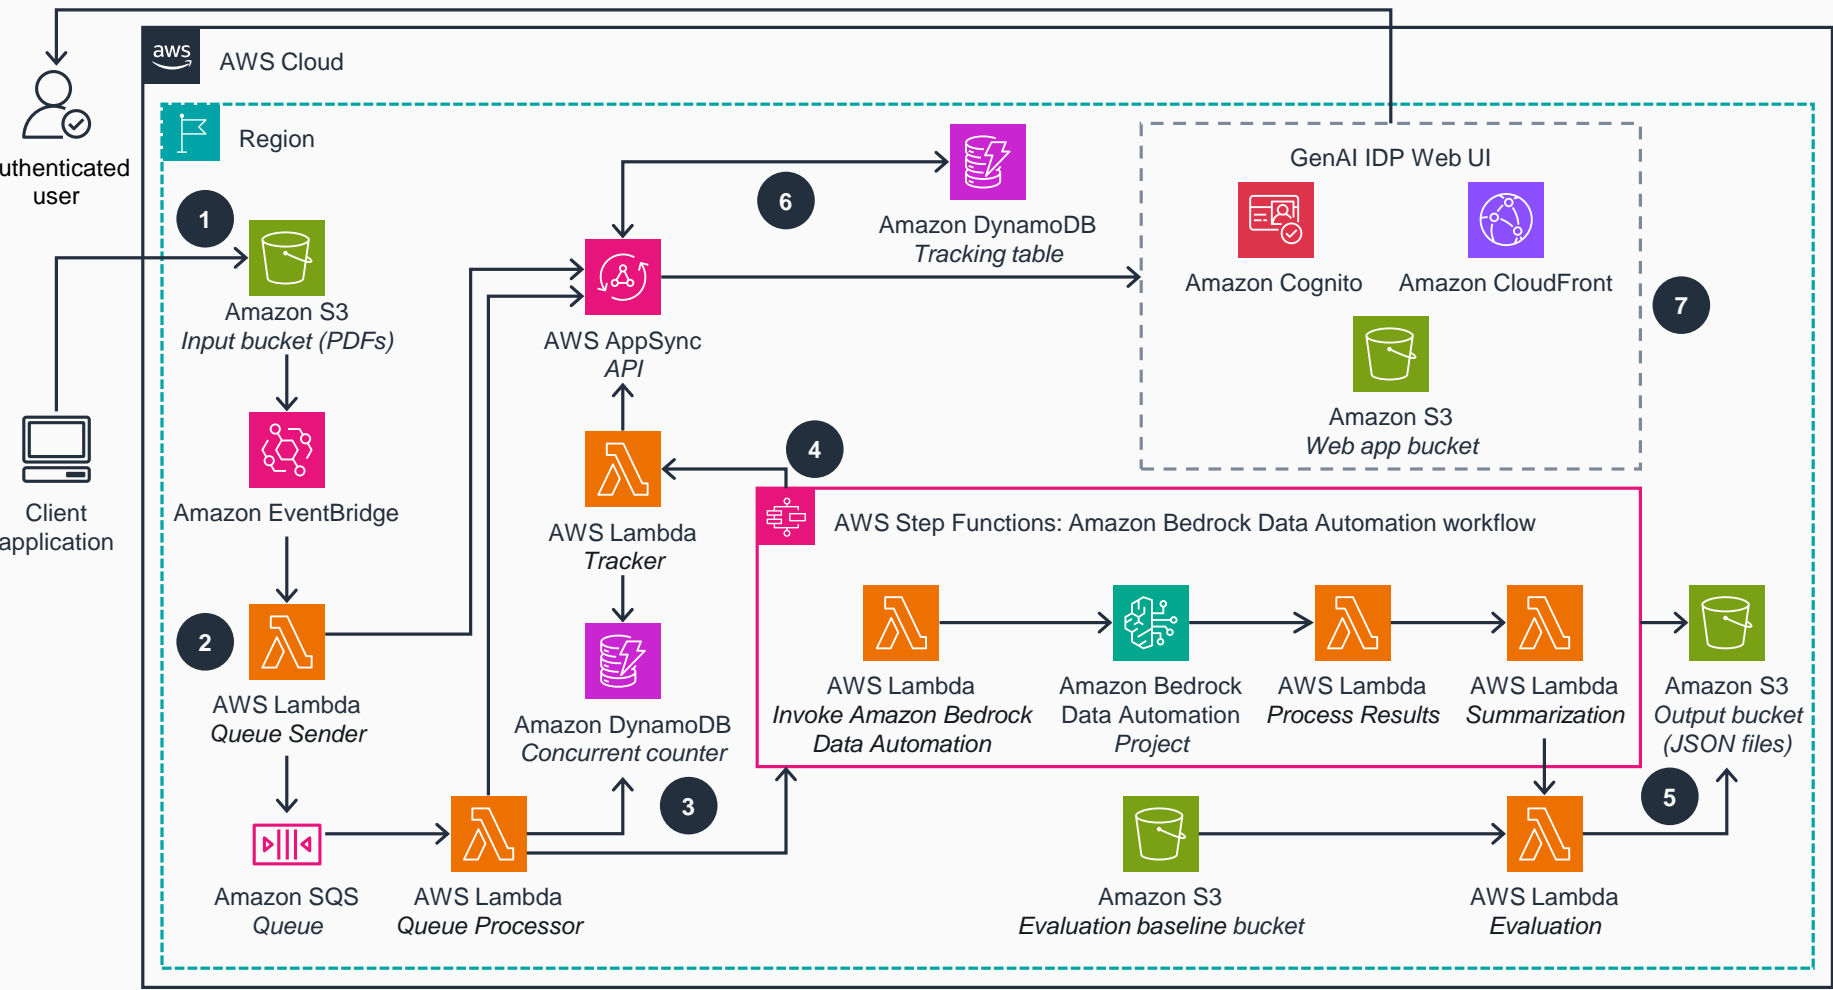 aws
AWS Cloud
Region
uthenticated
user
1
Amazon S3
Input bucket (PDFs)
Client
application
Amazon EventBridge
2
AWS Lambda
Queue Sender
Amazon SQS
Queue
AWS Lambda
Queue Processor
3
Amazon DynamoDB
Concurrent counter
AWS Lambda
Tracker
4
AWS AppSync
API
6
Amazon DynamoDB
Tracking table
GenAI IDP Web UI
Amazon Cognito
Amazon CloudFront
Amazon S3
Web app bucket
7
AWS Step Functions: Amazon Bedrock Data Automation workflow
AWS Lambda
Invoke Amazon Bedrock
Data Automation
Amazon Bedrock
Data Automation
Project
AWS Lambda
Process Results
AWS Lambda
Summarization
Amazon S3
Output bucket
(JSON files)
5
Amazon S3
Evaluation baseline bucket
AWS Lambda
Evaluation